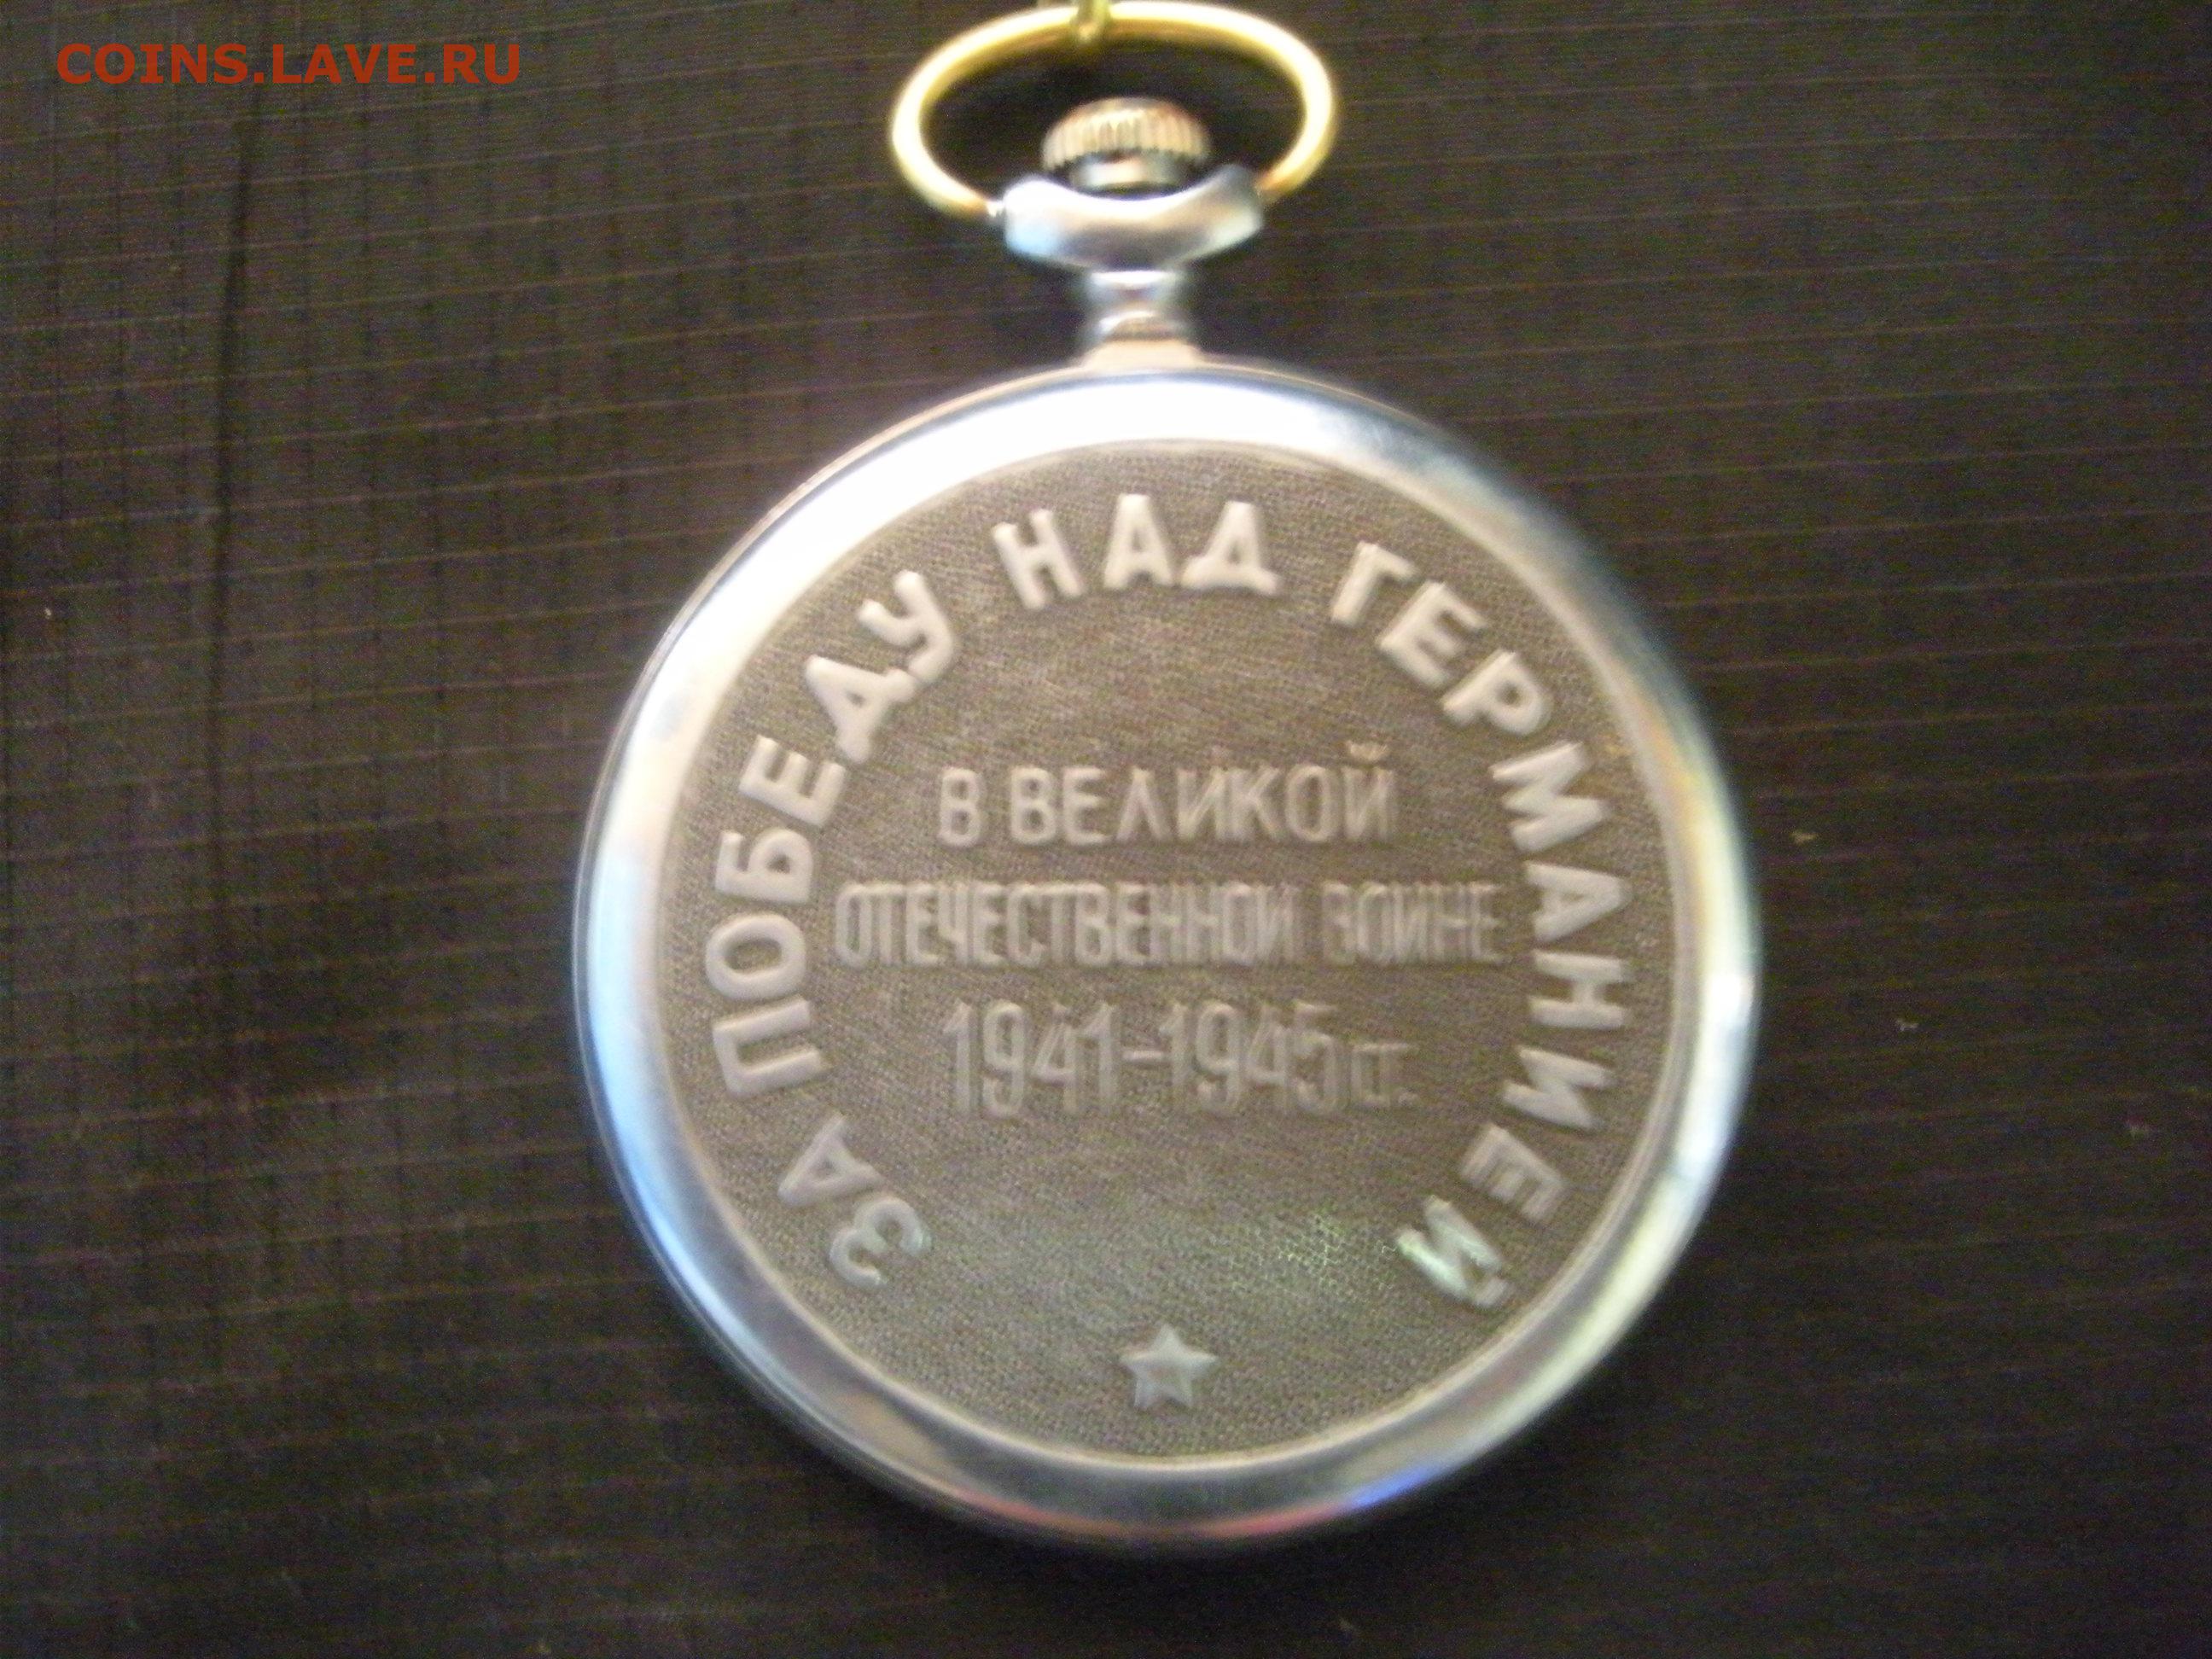 COINS.LAVE.RU
ЗА ПОБЕДУ НАД ГЕРМАНИЕЙ
В ВЕЛИКОЙ
ОТЕЧЕСТВЕННОЙ ВОЙНЕ
1941-1945 гг.